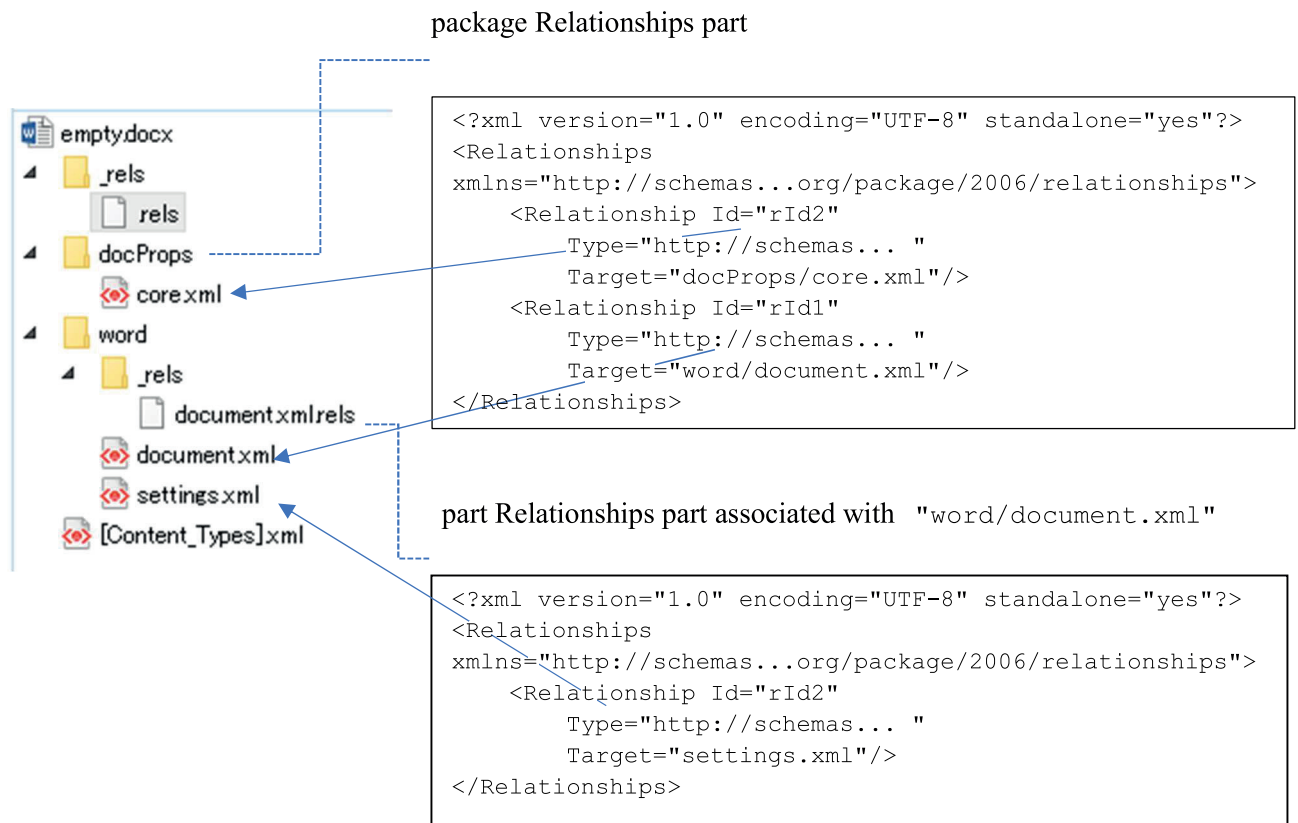 package Relationships part
empty.docx
_rels
.rels
docProps
core.xml
word
_rels
document.xml.rels
document.xml
settings.xml
[Content_Types].xml
<?xml version="1.0" encoding="UTF-8" standalone="yes"?>
<Relationships
xmlns="http://schemas...org/package/2006/relationships">
<Relationship Id="rId2"
Type="http://schemas... "
Target="docProps/core.xml"/>
<Relationship Id="rId1"
Type="http://schemas... "
Target="word/document.xml"/>
</Relationships>
part Relationships part associated with "word/document.xml"
<?xml version="1.0" encoding="UTF-8" standalone="yes"?>
<Relationships
xmlns="http://schemas...org/package/2006/relationships">
<Relationship Id="rId2"
Type="http://schemas... "
Target="settings.xml"/>
</Relationships>